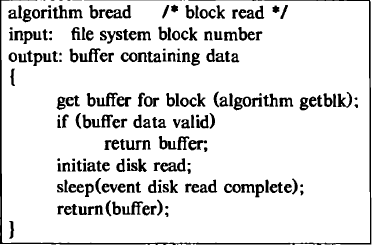 algorithm bread /* block read */
input: file system block number
output: buffer containing data
{
get buffer for block (algorithm getblk);
if (buffer data valid)
return buffer;
initiate disk read;
sleep(event disk read complete);
return(buffer);
}